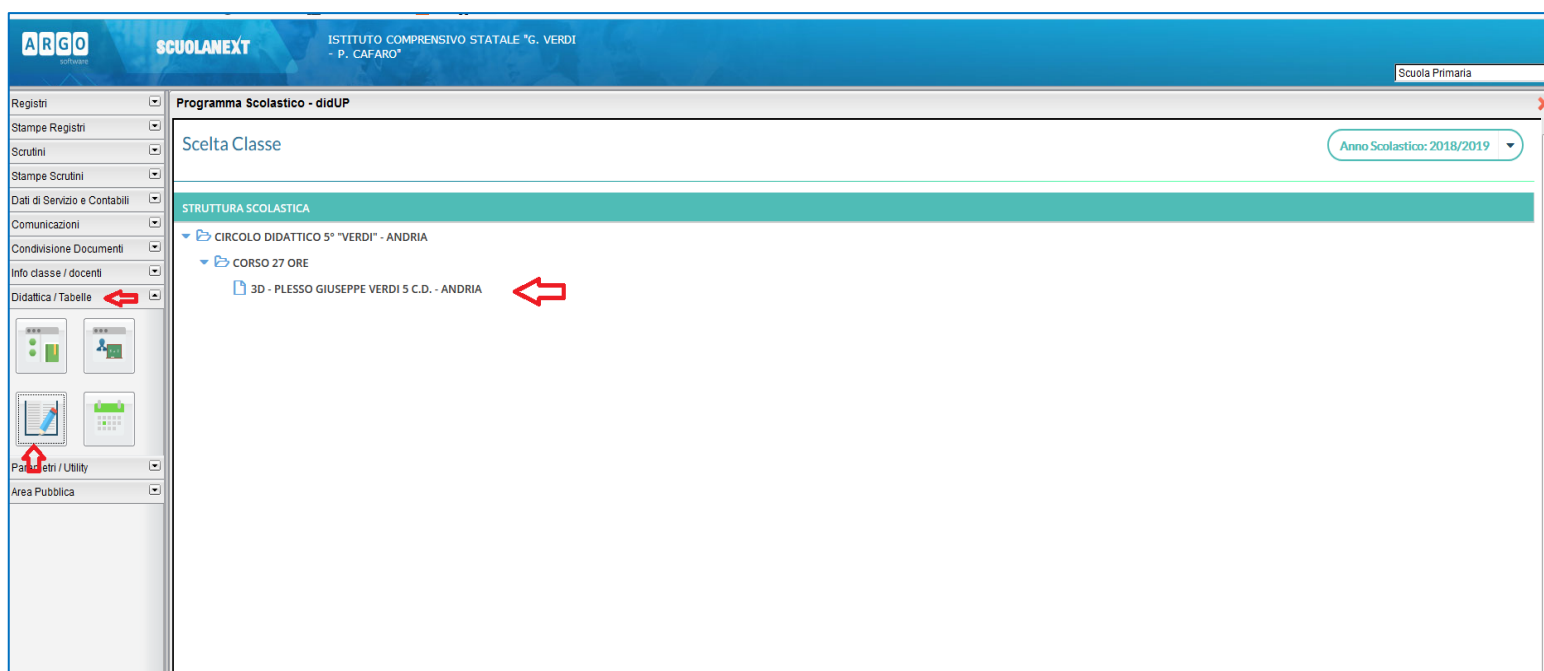 ARGO
software
SCUOLANEXT
ISTITUTO COMPRENSIVO STATALE "G. VERDI
- P. CAFARO"
Scuola Primaria
Registri
Stampe Registri
Scrutini
Stampe Scrutini
Dati di Servizio e Contabili
Comunicazioni
Condivisione Documenti
Info classe / docenti
Didattica / Tabelle
Parametri / Utility
Area Pubblica
Programma Scolastico - didUP
Scelta Classe
Anno Scolastico: 2018/2019
STRUTTURA SCOLASTICA
CIRCOLO DIDATTICO 5° "VERDI" - ANDRIA
CORSO 27 ORE
3D - PLESSO GIUSEPPE VERDI 5 C.D. - ANDRIA